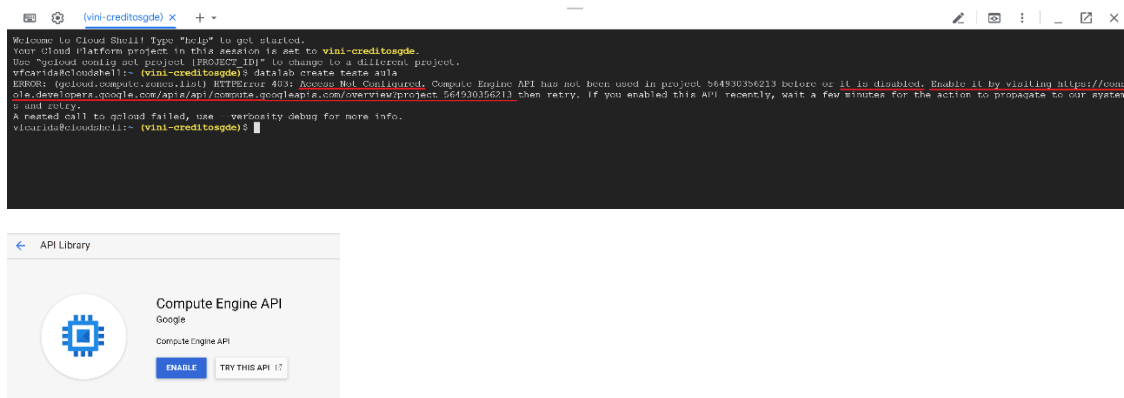 (vini-creditosgde) ×
Welcome to Cloud Shell! Type "help" to get started.
Your Cloud Platform project in this session is set to vini-creditosgde.
Use "gcloud config set project [PROJECT_ID]" to change to a different project.
vfcarida@cloudshell:~ (vini-creditosgde)$ datalab create teste aula
ERROR: (gcloud.compute.zones.list) HTTPError 403: Access Not Configured. Compute Engine API has not been used in project 564930356213 before or it is disabled. Enable it by visiting https://cons
ole.developers.google.com/apis/api/compute.googleapis.com/overview?project 564930356213 then retry. If you enabled this API recently, wait a few minutes for the action to propagate to our system
s and retry.
A nested call to gcloud failed, use verbosity debug for more info.
vfcarida@cloudshell:~ (vini-creditosgde)$
API Library
Compute Engine API
Google
Compute Engine API
ENABLE TRY THIS API